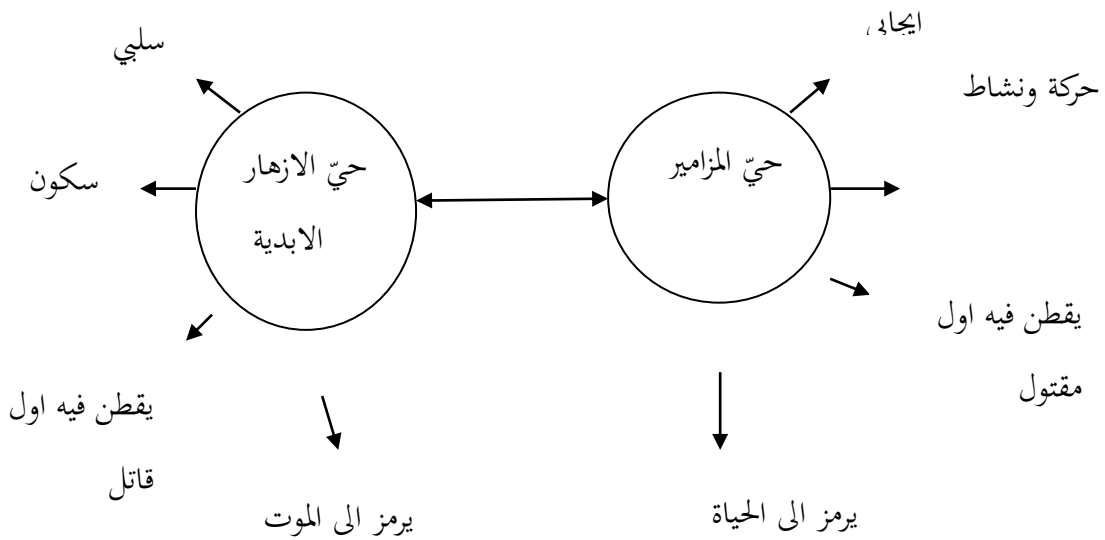 ايجابي
حركة ونشاط
حيّ المزامير
يقطن فيه اول
مقتول
يرمز الى الحياة
سلبي
سكون
حيّ الازهار
الابدية
يقطن فيه اول
قاتل
يرمز الى الموت